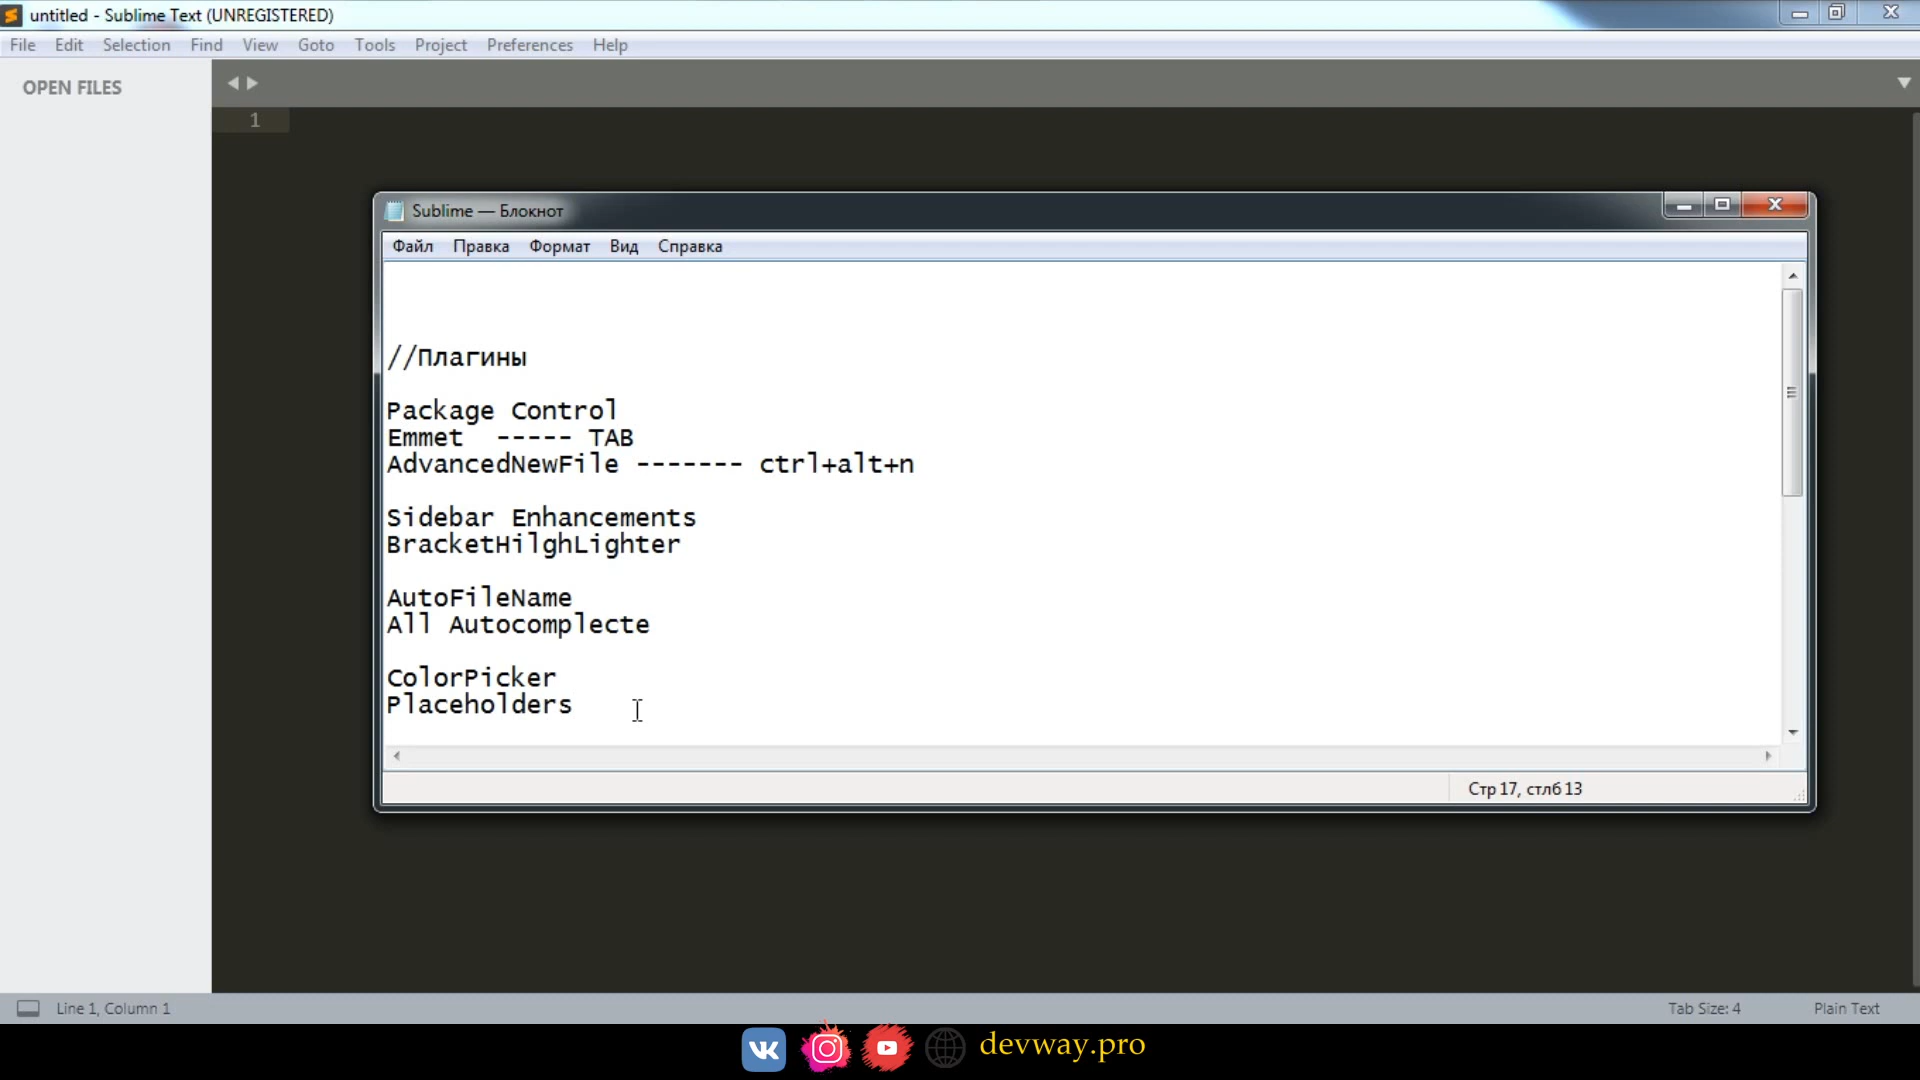 untitled - Sublime Text (UNREGISTERED)
File Edit Selection Find View Goto Tools Project Preferences Help
OPEN FILES
1
Sublime — Блокнот
Файл Правка Формат Вид Справка
//Плагины
Package Control
Emmet ----- TAB
AdvancedNewFile ------- ctrl+alt+n
Sidebar Enhancements
BracketHilghLighter
AutoFileName
All Autocomplecte
ColorPicker
Placeholders
Стр 17, стлб 13
Line 1, Column 1
Tab Size: 4
Plain Text
devway.pro